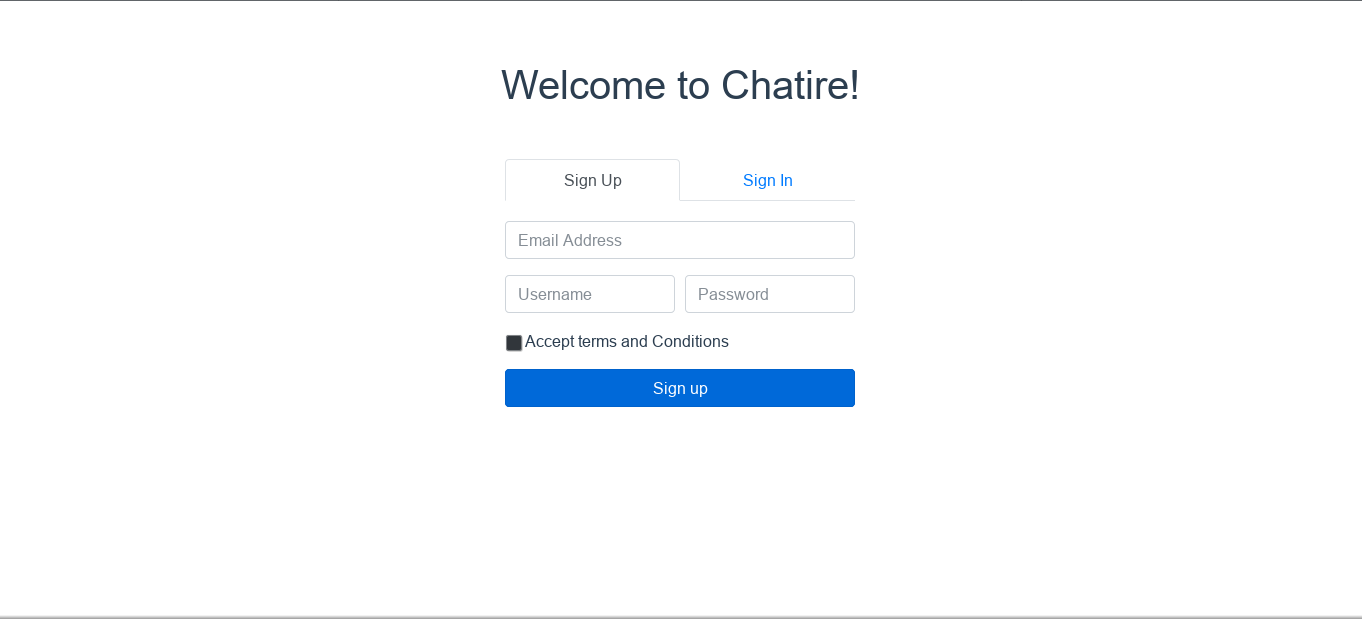 Welcome to Chatire!
Sign Up Sign In
Email Address
Username Password
Accept terms and Conditions
Sign up